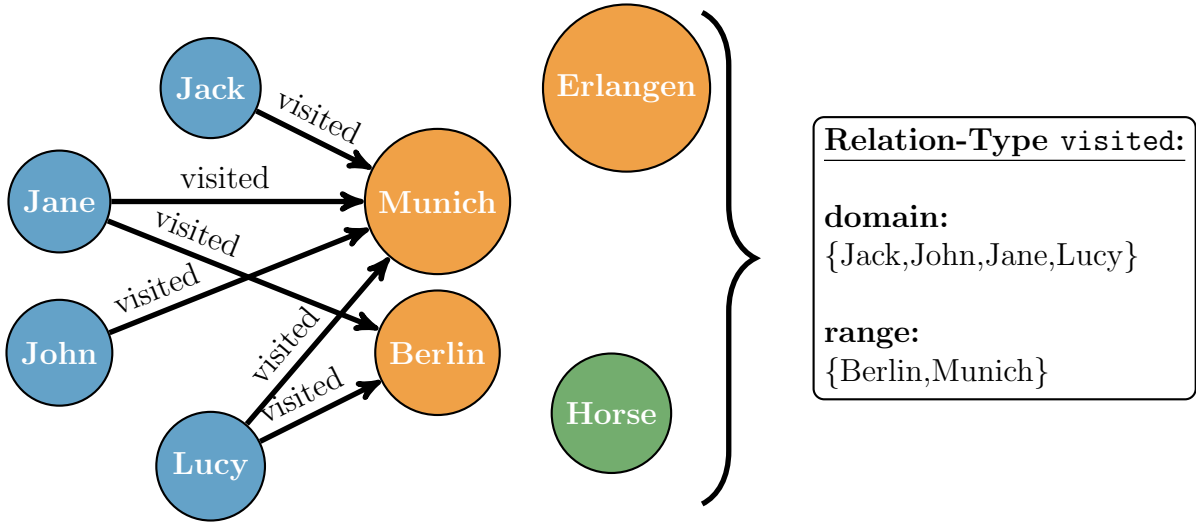 Jack
visited
Erlangen
Jane
visited
Munich
visited
John
visited
visited
Berlin
visited
Lucy
Horse
Relation-Type visited:
domain:
{Jack,John,Jane,Lucy}
range:
{Berlin,Munich}